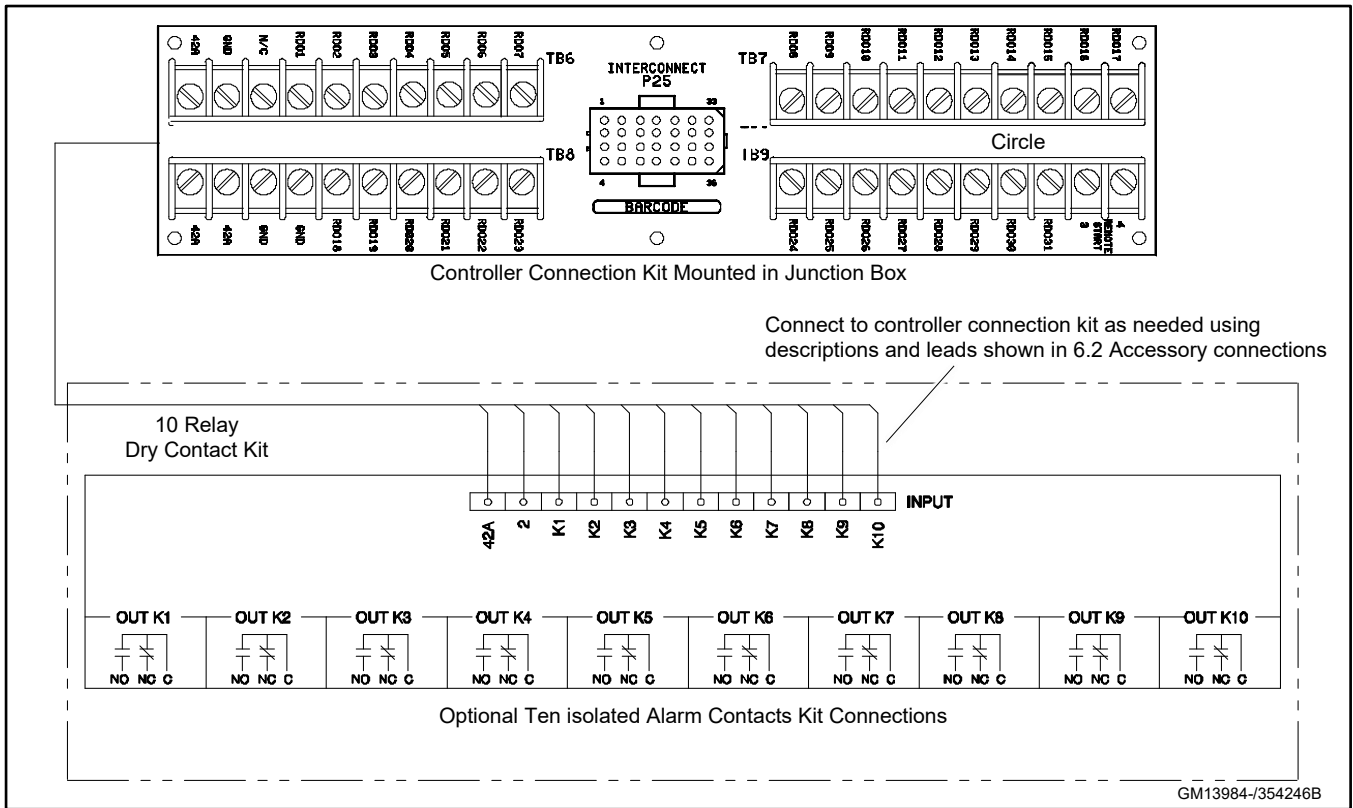 42A GND N/C RDO1 RDO2 RDO3 RDO4 RDO5 RDO6 RDO7
TB6
INTERCONNECT
P25
1 33
4 36
BARCODE
TB7
RDO8 RDO9 RDO10 RDO11 RDO12 RDO13 RDO14 RDO15 RDO16 RDO17
Circle
TB8
42A 42A GND GND RDO18 RDO19 RDO20 RDO21 RDO22 RDO23
TB9
RDO24 RDO25 RDO26 RDO27 RDO28 RDO29 RDO30 RDO31 3 REMOTE START 4
Controller Connection Kit Mounted in Junction Box
Connect to controller connection kit as needed using
descriptions and leads shown in 6.2 Accessory connections
10 Relay
Dry Contact Kit
INPUT
42A 2 K1 K2 K3 K4 K5 K6 K7 K8 K9 K10
OUT K1 OUT K2 OUT K3 OUT K4 OUT K5 OUT K6 OUT K7 OUT K8 OUT K9 OUT K10
NO NC C NO NC C NO NC C NO NC C NO NC C NO NC C NO NC C NO NC C NO NC C NO NC C
Optional Ten isolated Alarm Contacts Kit Connections
GM13984-/354246B